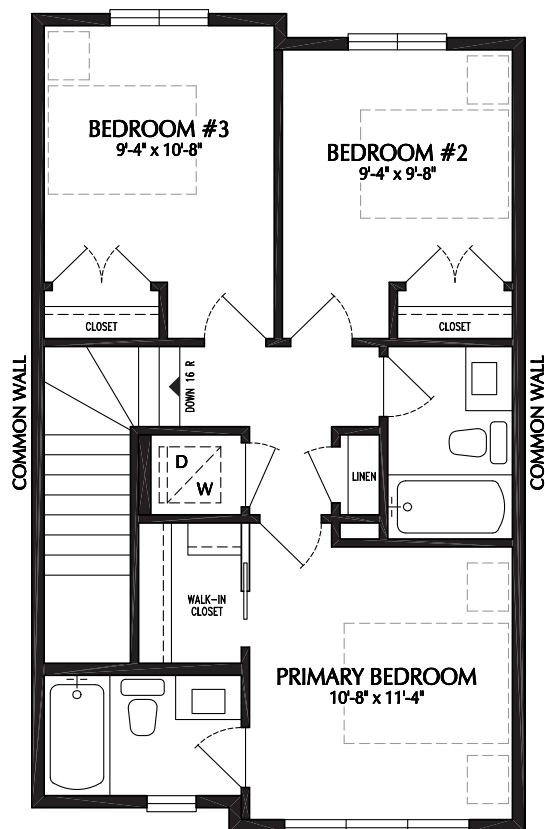 BEDROOM #3
9'-4" x 10'-8"
BEDROOM #2
9'-4" x 9'-8"
CLOSET
CLOSET
COMMON WALL
COMMON WALL
DOWN 16 R
D
W
LINEN
WALK-IN
CLOSET
PRIMARY BEDROOM
10'-8" x 11'-4"